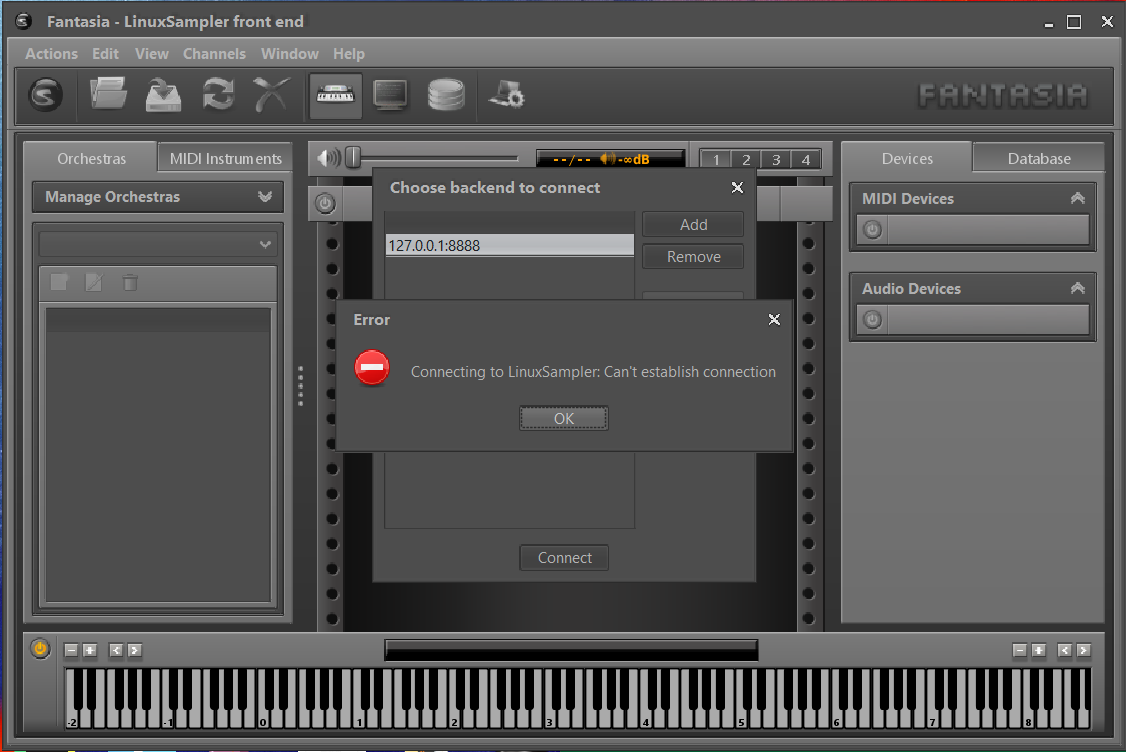 Fantasia - LinuxSampler front end
Actions Edit View Channels Window Help
FANTASIA
Orchestras MIDI Instruments
Manage Orchestras
--/-- -∞dB
1 2 3 4
Devices Database
MIDI Devices
Audio Devices
Choose backend to connect
127.0.0.1:8888
Add
Remove
Error
Connecting to LinuxSampler: Can't establish connection
OK
Connect
-2 -1 0 1 2 3 4 5 6 7 8